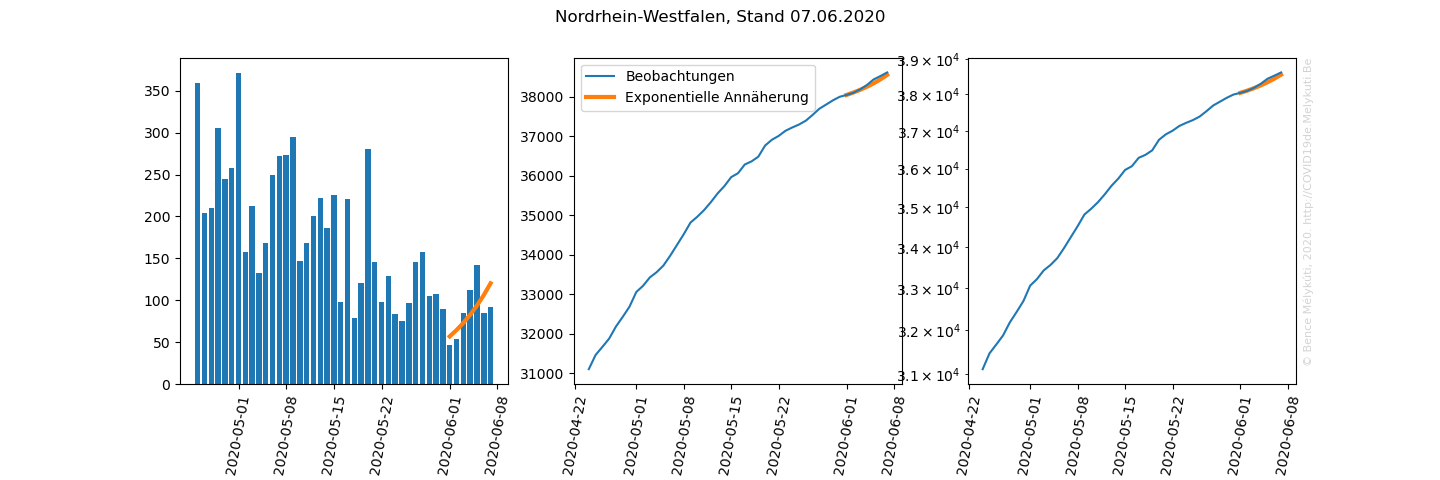 Nordrhein-Westfalen, Stand 07.06.2020
350
300
250
200
150
100
50
0
2020-05-01
2020-05-08
2020-05-15
2020-05-22
2020-06-01
2020-06-08
Beobachtungen
Exponentielle Annäherung
38000
37000
36000
35000
34000
33000
32000
31000
2020-04-22
2020-05-01
2020-05-08
2020-05-15
2020-05-22
2020-06-01
2020-06-08
3.9 × 10⁴
3.8 × 10⁴
3.7 × 10⁴
3.6 × 10⁴
3.5 × 10⁴
3.4 × 10⁴
3.3 × 10⁴
3.2 × 10⁴
3.1 × 10⁴
2020-04-22
2020-05-01
2020-05-08
2020-05-15
2020-05-22
2020-06-01
2020-06-08
© Bence Mélykúti, 2020. http://COVID19de.Melykuti.Be